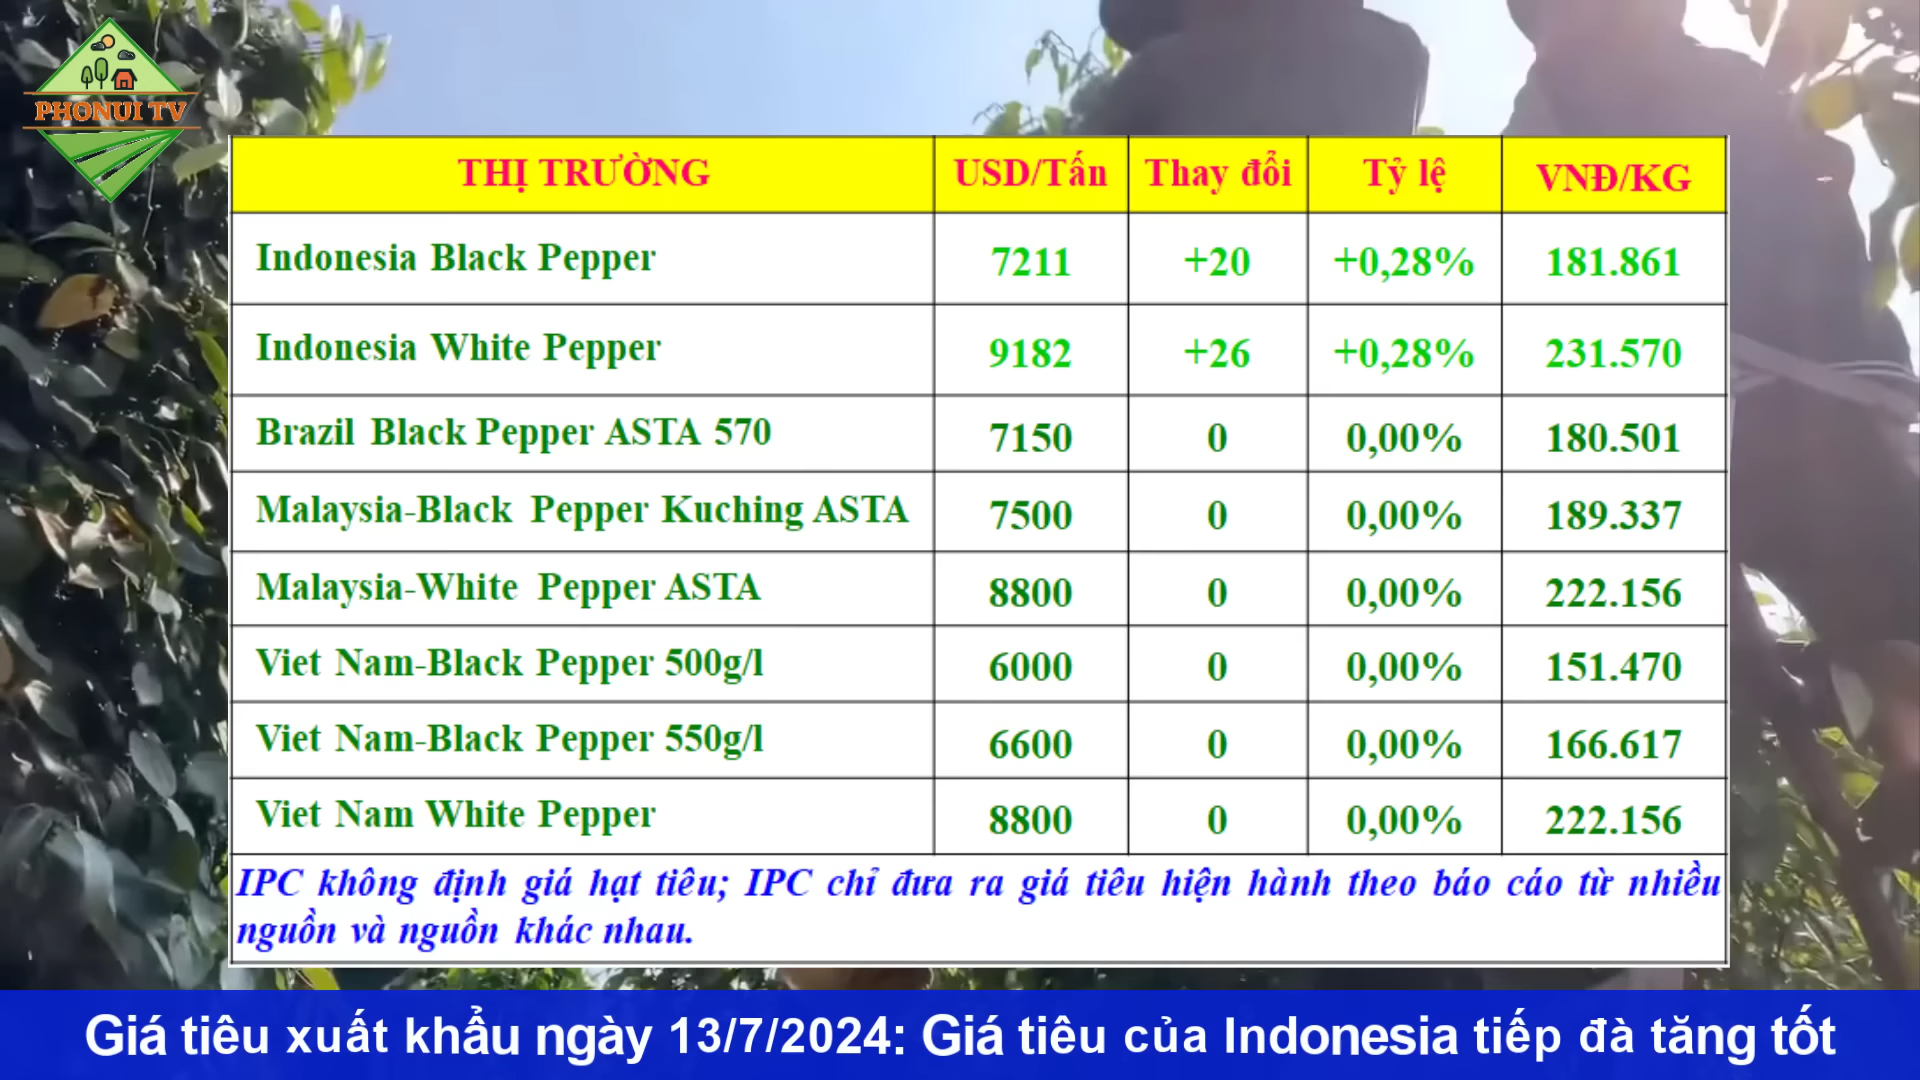 PHONUI TV
THỊ TRƯỜNG USD/Tấn Thay đổi Tỷ lệ VNĐ/KG
Indonesia Black Pepper 7211 +20 +0,28% 181.861
Indonesia White Pepper 9182 +26 +0,28% 231.570
Brazil Black Pepper ASTA 570 7150 0 0,00% 180.501
Malaysia-Black Pepper Kuching ASTA 7500 0 0,00% 189.337
Malaysia-White Pepper ASTA 8800 0 0,00% 222.156
Viet Nam-Black Pepper 500g/l 6000 0 0,00% 151.470
Viet Nam-Black Pepper 550g/l 6600 0 0,00% 166.617
Viet Nam White Pepper 8800 0 0,00% 222.156
IPC không định giá hạt tiêu; IPC chỉ đưa ra giá tiêu hiện hành theo báo cáo từ nhiều
nguồn và nguồn khác nhau.
Giá tiêu xuất khẩu ngày 13/7/2024: Giá tiêu của Indonesia tiếp đà tăng tốt